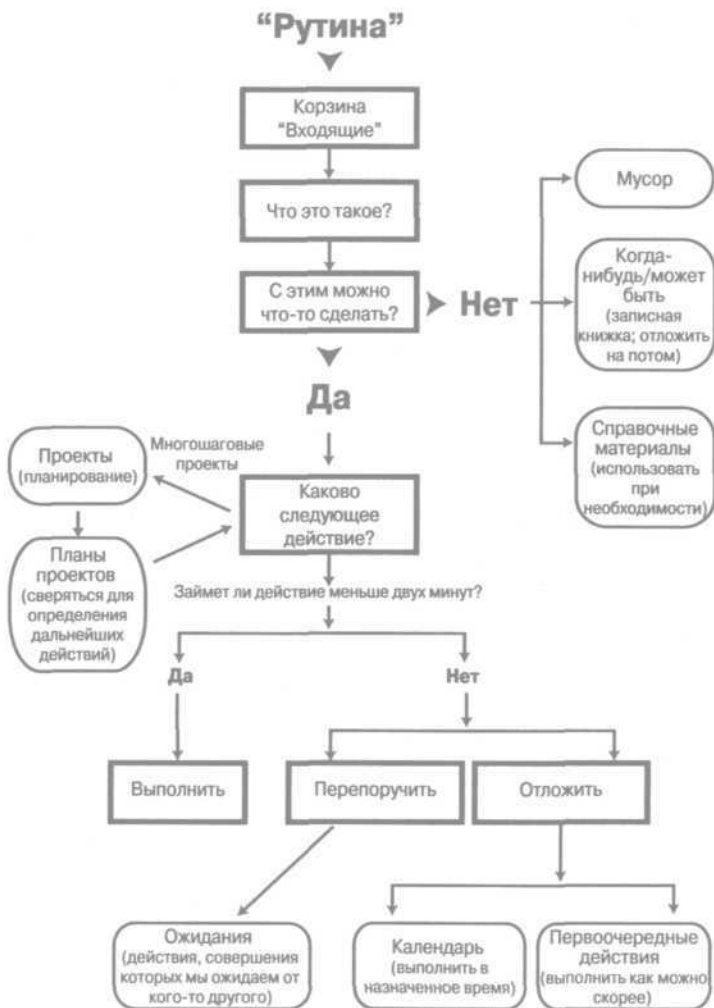 “Рутина”
Корзина
“Входящие”
Что это такое?
С этим можно
что-то сделать?
Нет
Мусор
Когда-
нибудь/может
быть
(записная
книжка; отложить
на потом)
Справочные
материалы
(использовать
при
необходимости)
Да
Многошаговые
проекты
Проекты
(планирование)
Каково
следующее
действие?
Планы
проектов
(сверяться для
определения
дальнейших
действий)
Займет ли действие меньше двух минут?
Да
Нет
Выполнить
Перепоручить
Отложить
Ожидания
(действия, совершения
которых мы ожидаем от
кого-то другого)
Календарь
(выполнить в
назначенное время)
Первоочередные
действия
(выполнить как можно
скорее)